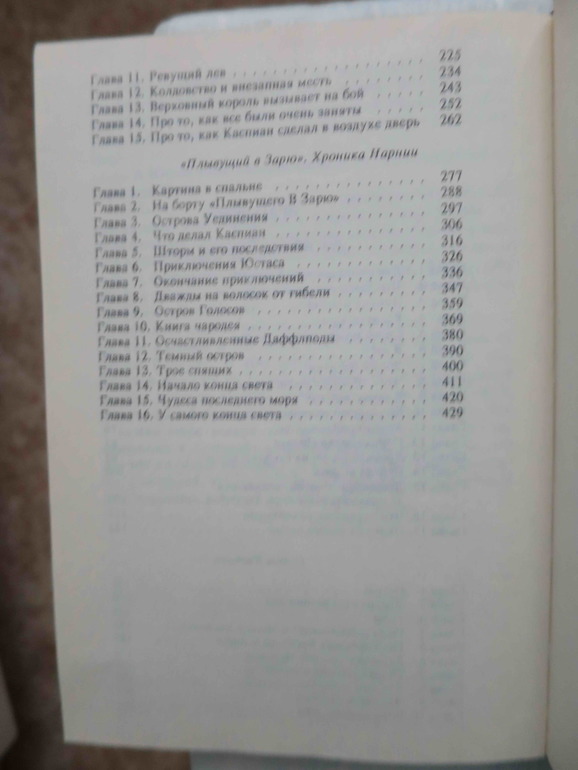 Глава 11. Ревущий лев . . . . . . . . . . . . . . . . 225
Глава 12. Колдовство и внезапная месть . . . . . . . 234
Глава 13. Верховный король вызывает на бой . . . . 243
Глава 14. Про то, как все были очень заняты . . . . 252
Глава 15. Про то, как Каспиан сделал в воздухе дверь 262
«Плывущий в Зарю». Хроника Нарнии
Глава 1. Картина в спальне . . . . . . . . . . . . . 277
Глава 2. На борту «Плывущего В Зарю» . . . . . . . 288
Глава 3. Острова Уединения . . . . . . . . . . . . . 297
Глава 4. Что делал Каспиан . . . . . . . . . . . . . 306
Глава 5. Шторм и его последствия . . . . . . . . . . 316
Глава 6. Приключения Юстаса . . . . . . . . . . . . 326
Глава 7. Окончание приключений . . . . . . . . . . . 336
Глава 8. Дважды на волосок от гибели . . . . . . . . 347
Глава 9. Остров Голосов . . . . . . . . . . . . . . 359
Глава 10. Книга чародея . . . . . . . . . . . . . . 369
Глава 11. Осчастливленные Даффлподы . . . . . . . . 380
Глава 12. Темный остров . . . . . . . . . . . . . . 390
Глава 13. Трое спящих . . . . . . . . . . . . . . . 400
Глава 14. Начало конца света . . . . . . . . . . . . 411
Глава 15. Чудеса последнего моря . . . . . . . . . . 420
Глава 16. У самого конца света . . . . . . . . . . . 429